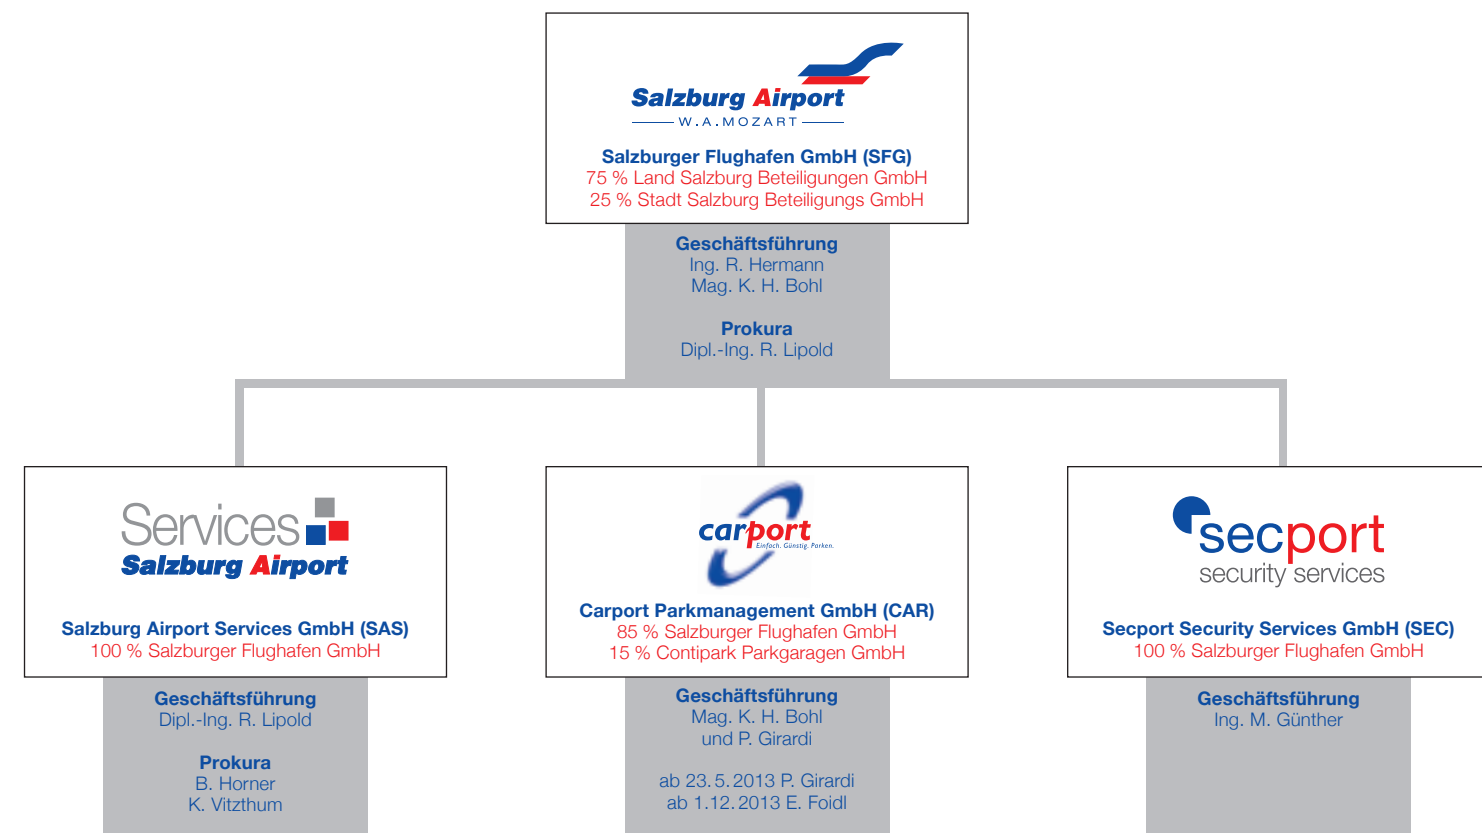 Salzburg Airport
W.A.MOZART
Salzburger Flughafen GmbH (SFG)
75 % Land Salzburg Beteiligungen GmbH
25 % Stadt Salzburg Beteiligungs GmbH
Geschäftsführung
Ing. R. Hermann
Mag. K. H. Bohl
Prokura
Dipl.-Ing. R. Lipold
Services
Salzburg Airport
Salzburg Airport Services GmbH (SAS)
100 % Salzburger Flughafen GmbH
Geschäftsführung
Dipl.-Ing. R. Lipold
Prokura
B. Horner
K. Vitzthum
carport
Einfach. Günstig. Parken.
Carport Parkmanagement GmbH (CAR)
85 % Salzburger Flughafen GmbH
15 % Contipark Parkgaragen GmbH
Geschäftsführung
Mag. K. H. Bohl
und P. Girardi
ab 23.5.2013 P. Girardi
ab 1.12.2013 E. Foidl
secport
security services
Secport Security Services GmbH (SEC)
100 % Salzburger Flughafen GmbH
Geschäftsführung
Ing. M. Günther